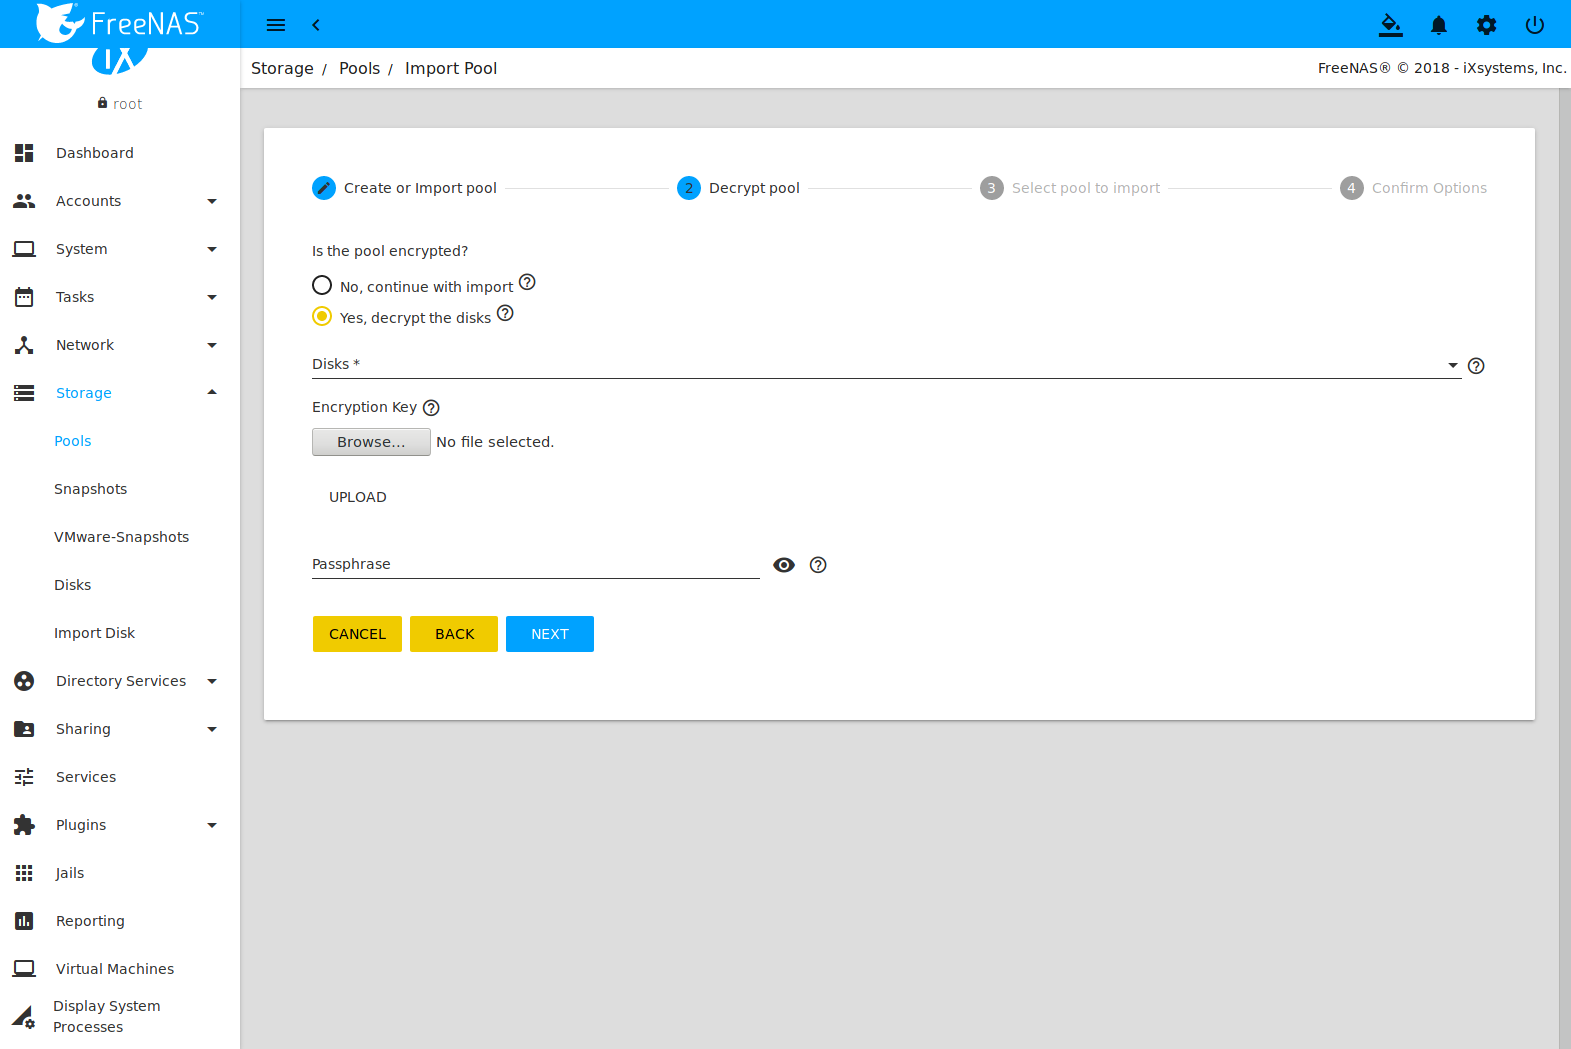 FreeNAS™
Storage / Pools / Import Pool
FreeNAS® © 2018 - iXsystems, Inc.
iX
root
Dashboard
Accounts
System
Tasks
Network
Storage
Pools
Snapshots
VMware-Snapshots
Disks
Import Disk
Directory Services
Sharing
Services
Plugins
Jails
Reporting
Virtual Machines
Display System
Processes
Create or Import pool
2 Decrypt pool
3 Select pool to import
4 Confirm Options
Is the pool encrypted?
No, continue with import ?
Yes, decrypt the disks ?
Disks * ?
Encryption Key ?
Browse... No file selected.
UPLOAD
Passphrase ?
CANCEL BACK NEXT